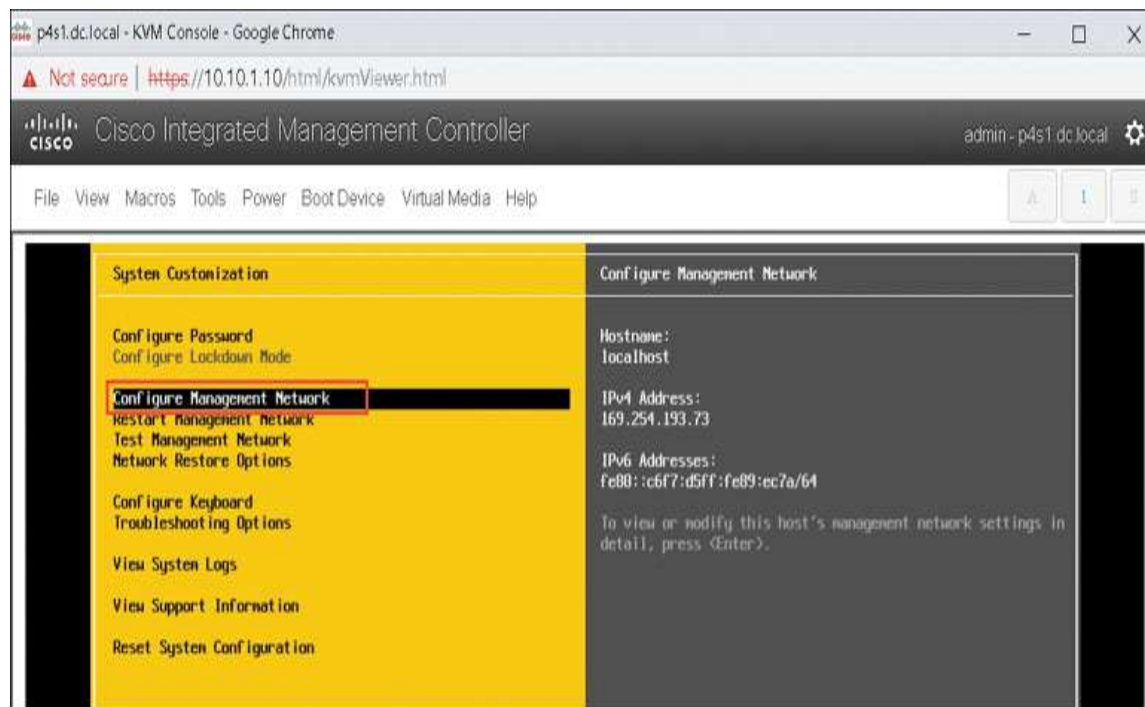 p4s1.dc.local - KVM Console - Google Chrome
Not secure | https://10.10.1.10/html/kvmViewer.html
CISCO Cisco Integrated Management Controller admin - p4s1.dc.local
File View Macros Tools Power Boot Device Virtual Media Help
A 1
System Customization
Configure Password
Configure Lockdown Mode
Configure Management Network
Restart Management Network
Test Management Network
Network Restore Options
Configure Keyboard
Troubleshooting Options
View System Logs
View Support Information
Reset System Configuration
Configure Management Network
Hostname:
localhost
IPv4 Address:
169.254.193.73
IPv6 Addresses:
fe80::c6f7:d5ff:fe89:ec7a/64
To view or modify this host's management network settings in
detail, press <Enter>.